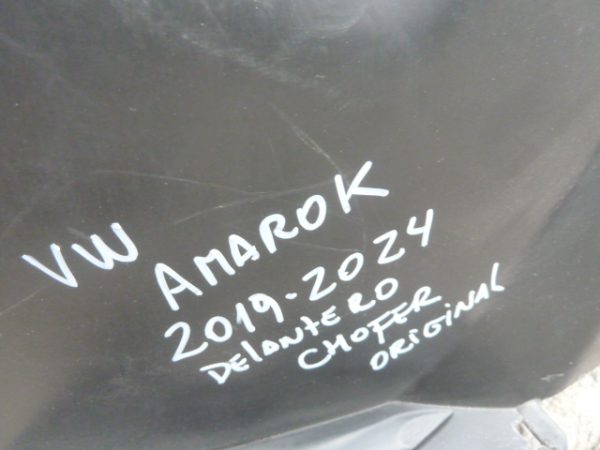 VW AMAROK
2019-2024
DELANTERO
CHOFER
ORIGINAL